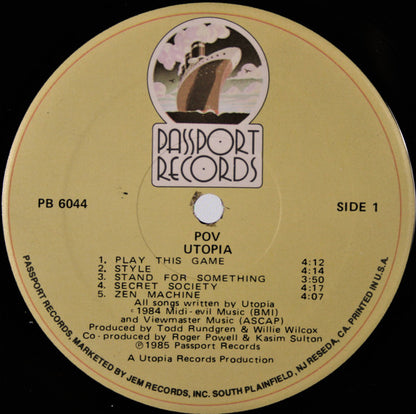 PASSPORT
RECORDS
PB 6044
SIDE 1
POV
UTOPIA
1. PLAY THIS GAME 4:12
2. STYLE 4:14
3. STAND FOR SOMETHING 3:50
4. SECRET SOCIETY 4:17
5. ZEN MACHINE 4:07
All songs written by Utopia
©1984 Midi-evil Music (BMI)
and Viewmaster Music (ASCAP)
Produced by Todd Rundgren & Willie Wilcox
Co-produced by Roger Powell & Kasim Sulton
℗1985 Passport Records
A Utopia Records Production
PASSPORT RECORDS, MARKETED BY JEM RECORDS, INC. SOUTH PLAINFIELD, NJ RESEDA, CA. PRINTED IN U.S.A.